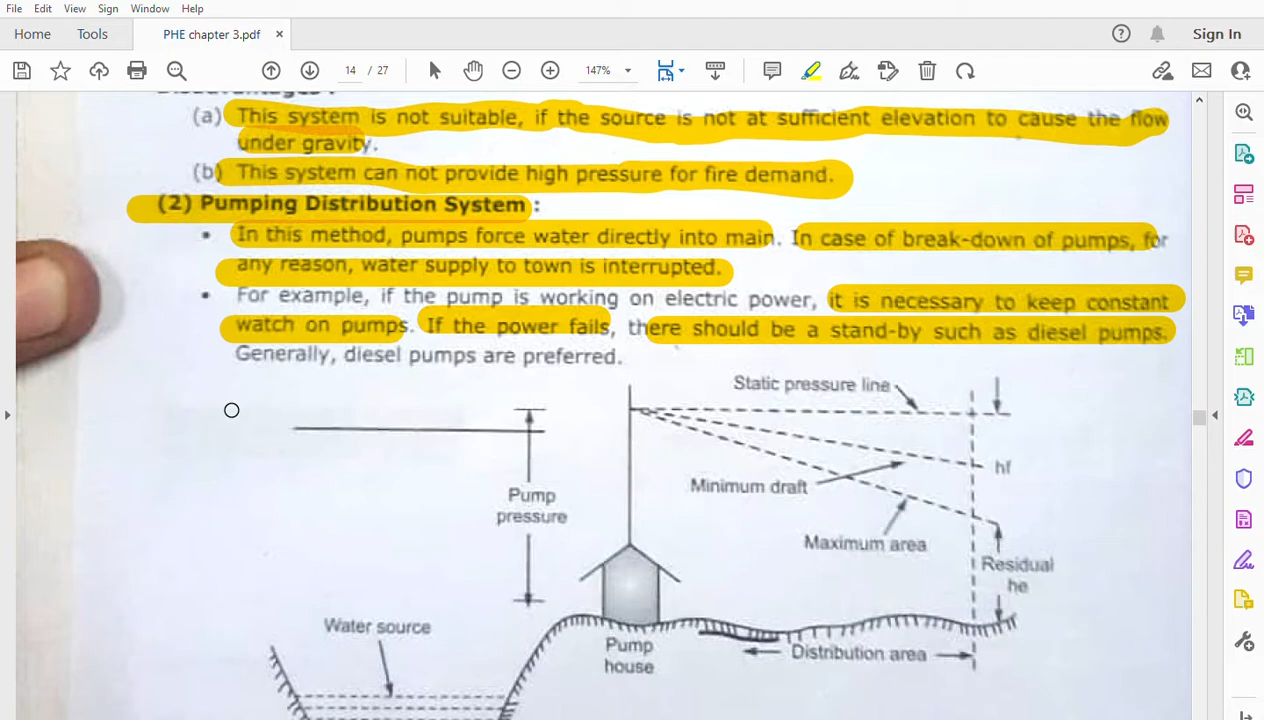 File Edit View Sign Window Help
Home Tools PHE chapter 3.pdf × Sign In
14 / 27 147%
Disadvantages :
(a) This system is not suitable, if the source is not at sufficient elevation to cause the flow
under gravity.
(b) This system can not provide high pressure for fire demand.
(2) Pumping Distribution System :
• In this method, pumps force water directly into main. In case of break-down of pumps, for
any reason, water supply to town is interrupted.
• For example, if the pump is working on electric power, it is necessary to keep constant
watch on pumps. If the power fails, there should be a stand-by such as diesel pumps.
Generally, diesel pumps are preferred.
Static pressure line
hf
Minimum draft
Pump
pressure
Maximum area
Residual
he
Water source
Pump
house
Distribution area